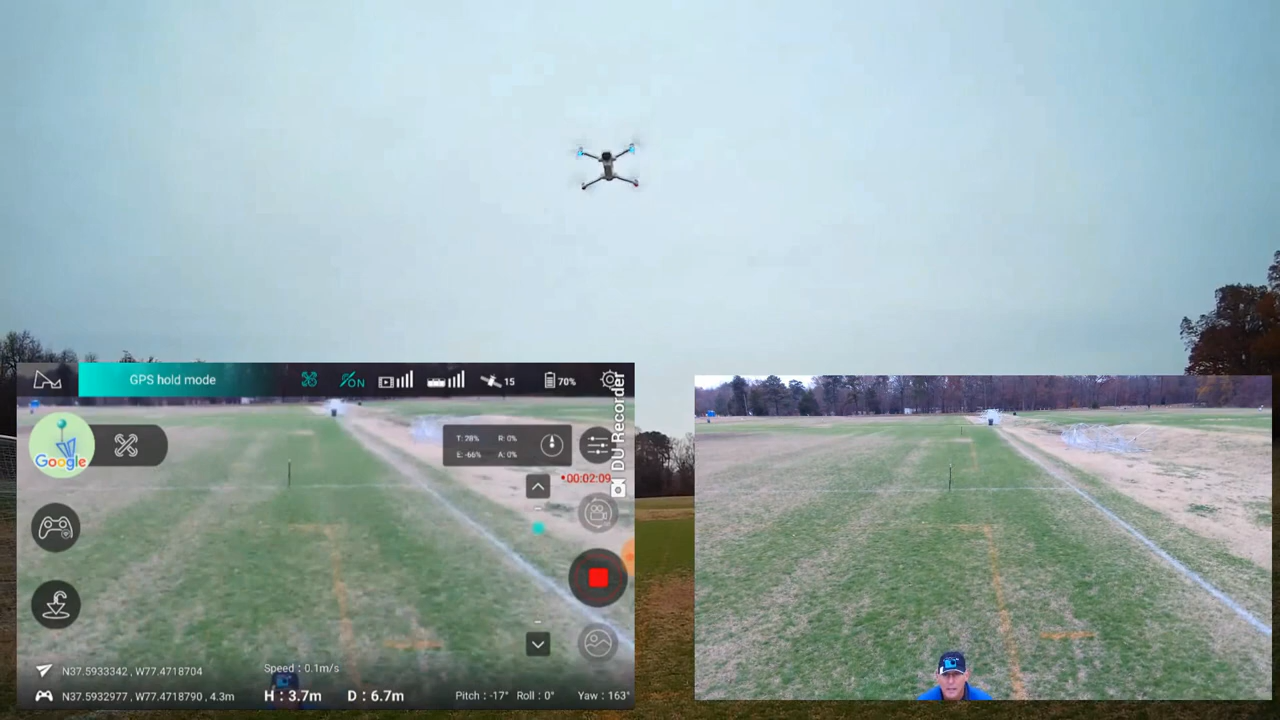 GPS hold mode
ON
15
70%
Google
T: 28% R: 0%
E: -66% A: 0%
•00:02:09
DU Recorder
N37.5933342 , W77.4718704
Speed : 0.1m/s
N37.5932977 , W77.4718790 , 4.3m
H : 3.7m D : 6.7m
Pitch : -17° Roll : 0° Yaw : 163°